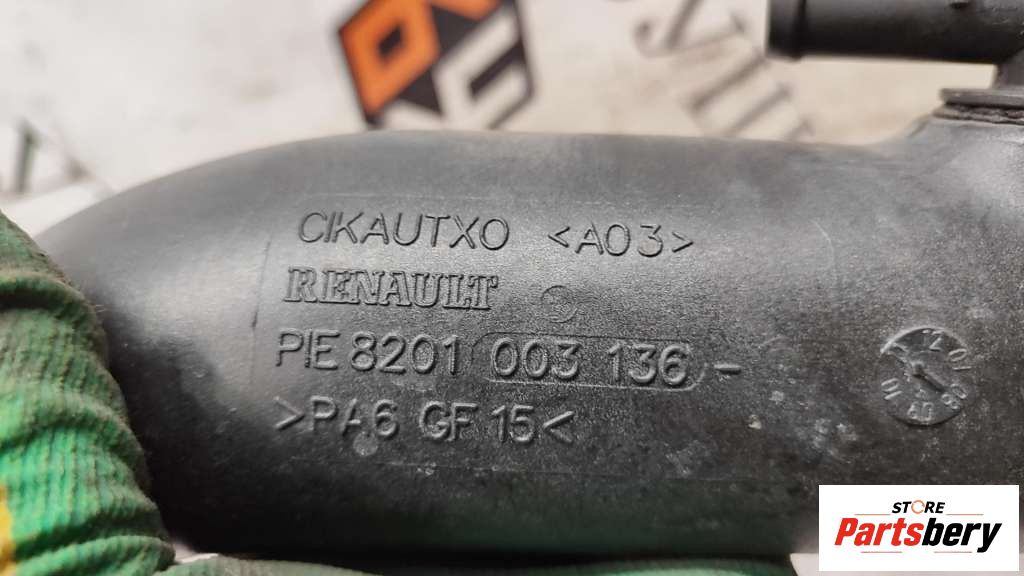 CIKAUTXO <A03>
RENAULT
PIE 8201 003 136 -
>PA6 GF 15<
STORE
Partsbery